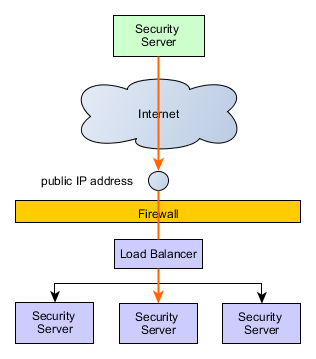 Security
Server
Internet
public IP address
Firewall
Load Balancer
Security
Server
Security
Server
Security
Server